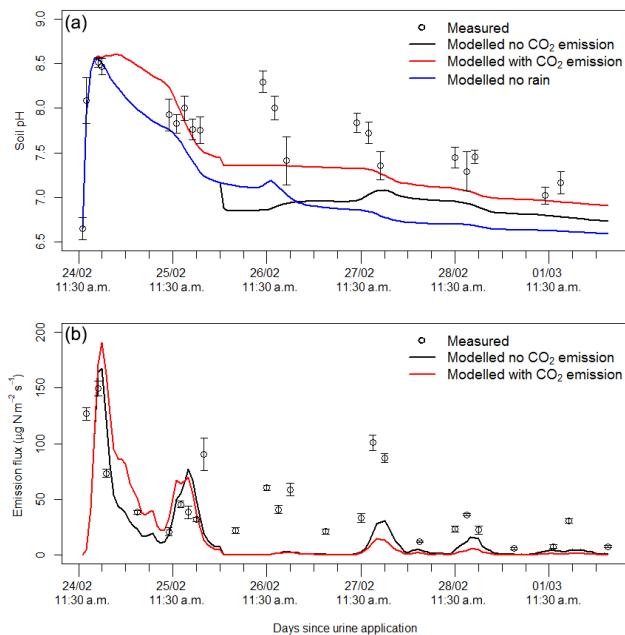 (a)
Measured
Modelled no CO₂ emission
Modelled with CO₂ emission
Modelled no rain
Soil pH
9.0
8.5
8.0
7.5
7.0
6.5
24/02 25/02 26/02 27/02 28/02 01/03
11:30 a.m. 11:30 a.m. 11:30 a.m. 11:30 a.m. 11:30 a.m. 11:30 a.m.
(b)
Measured
Modelled no CO₂ emission
Modelled with CO₂ emission
Emission flux (µg N m⁻² s⁻¹)
200
150
100
50
0
24/02 25/02 26/02 27/02 28/02 01/03
11:30 a.m. 11:30 a.m. 11:30 a.m. 11:30 a.m. 11:30 a.m. 11:30 a.m.
Days since urine application